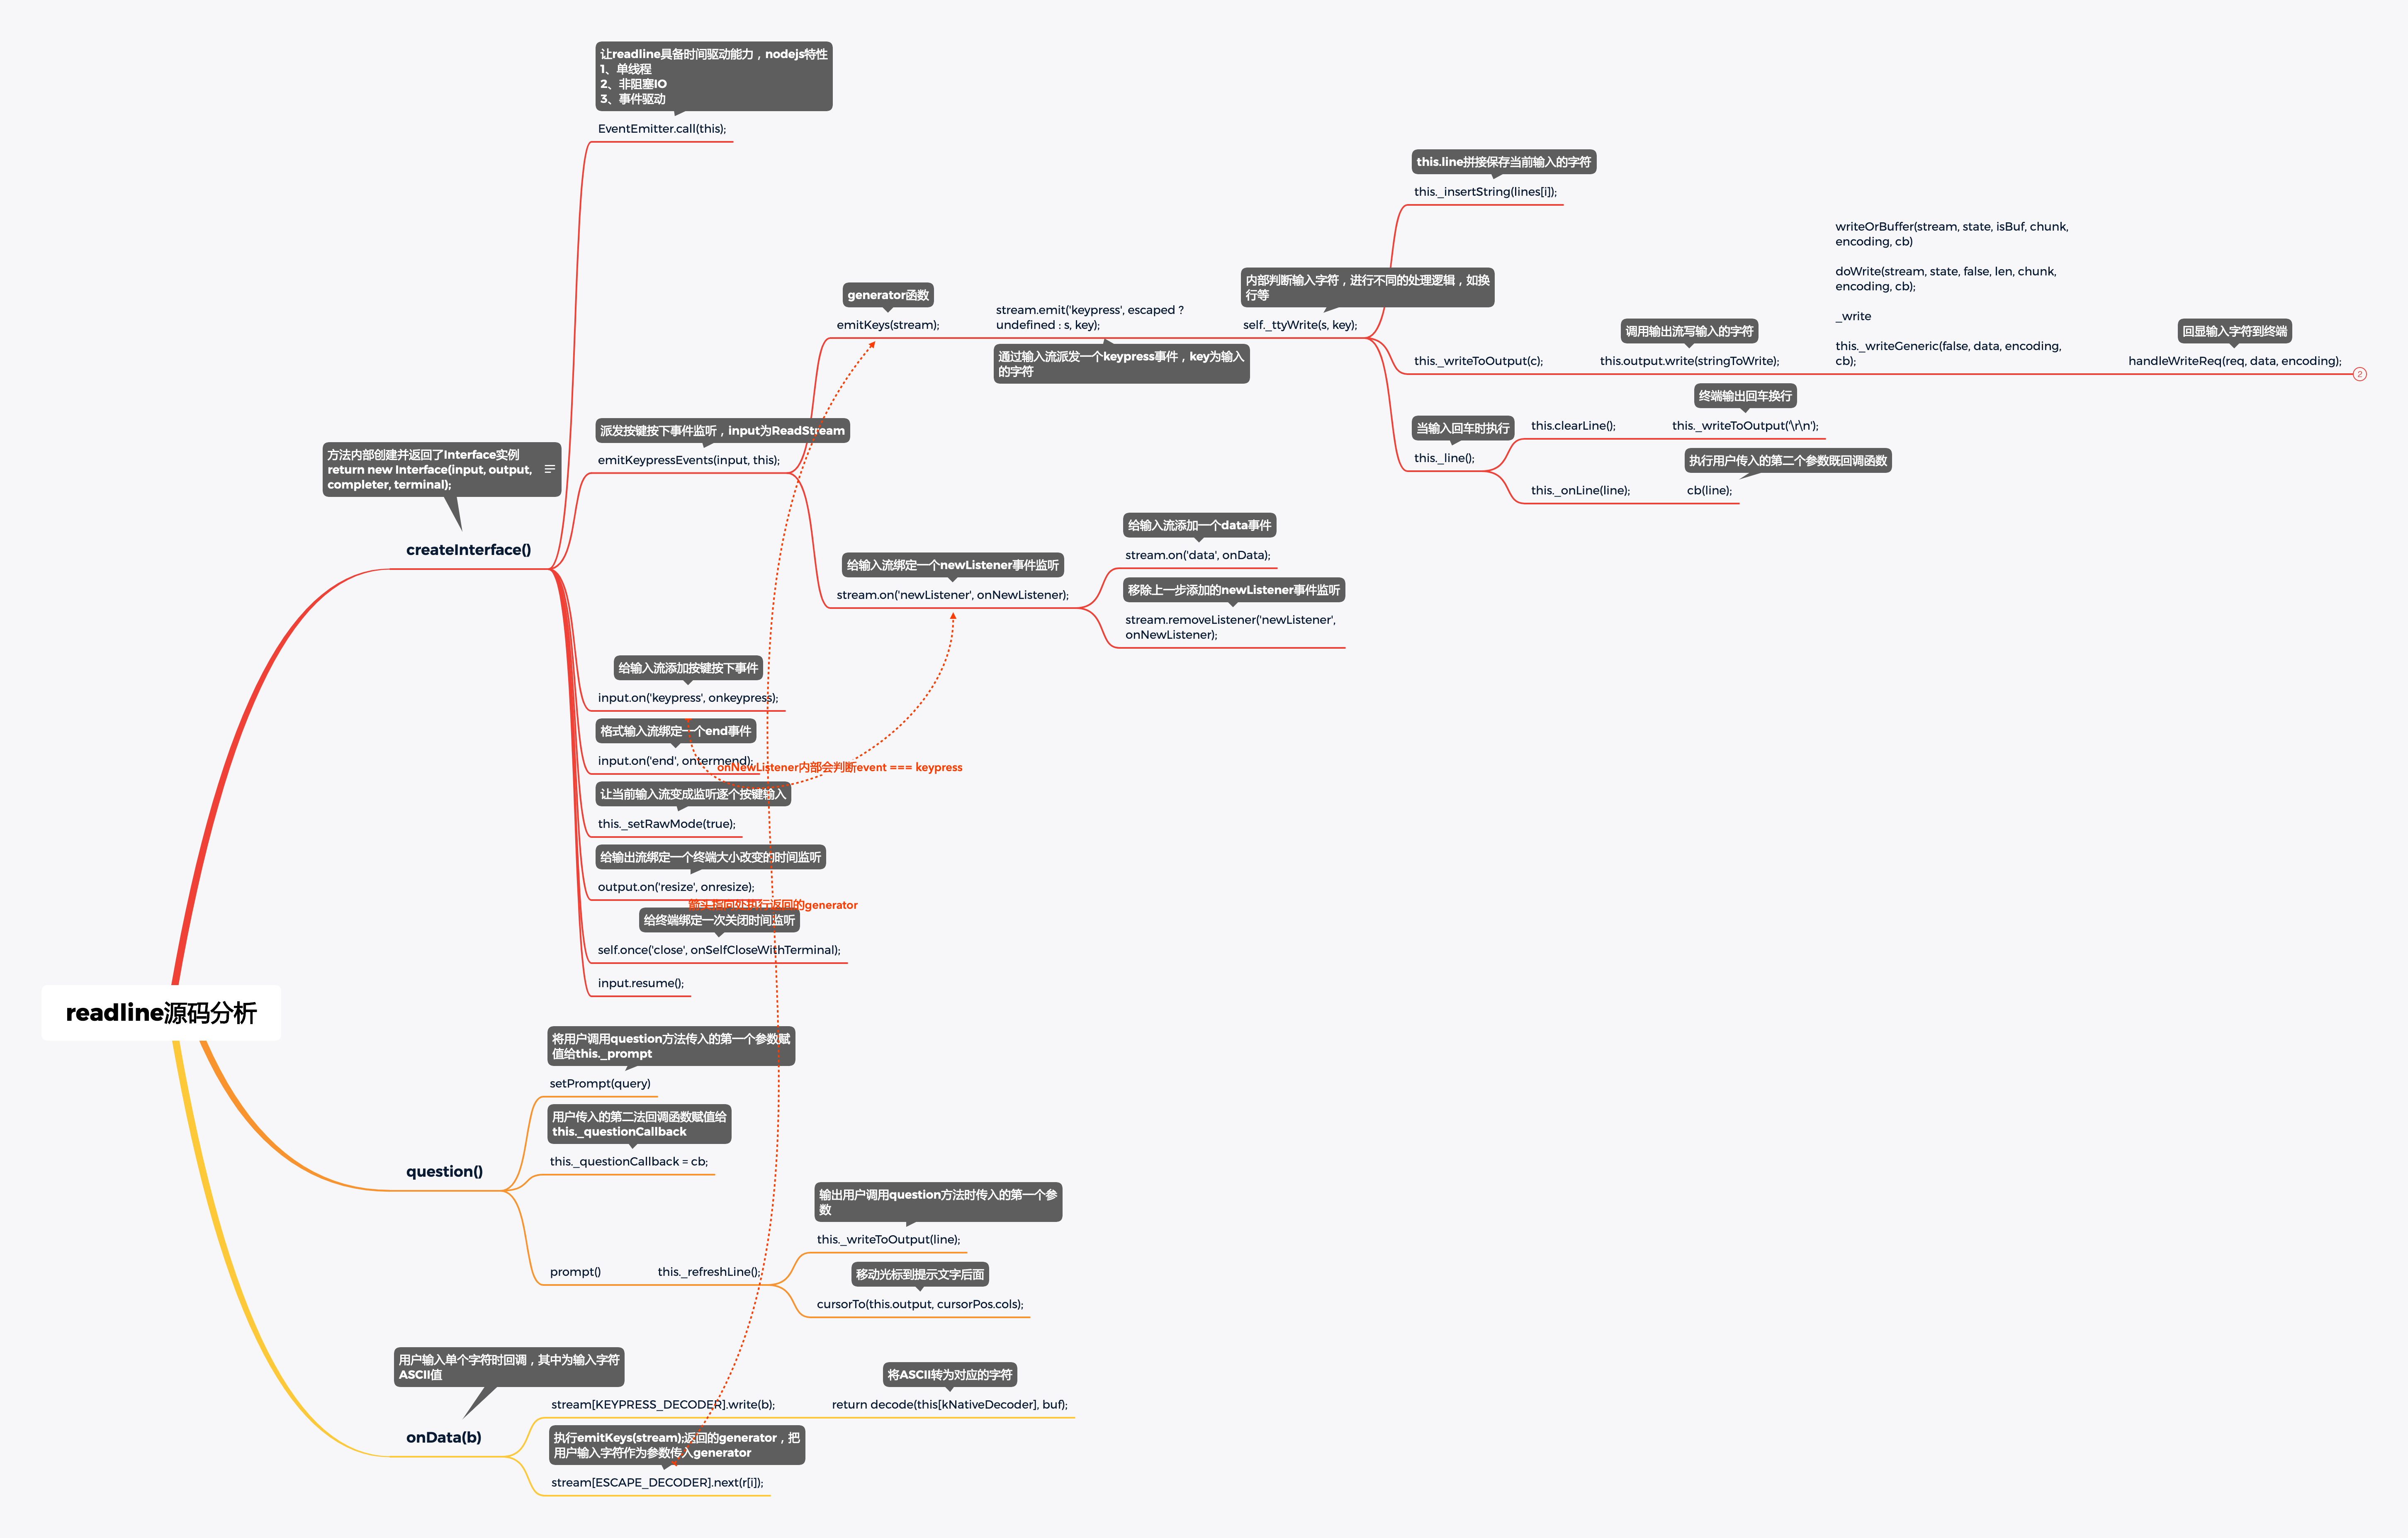 让readline具备时间驱动能力，nodejs特性
1、单线程
2、非阻塞IO
3、事件驱动
EventEmitter.call(this);
this.line拼接保存当前输入的字符
this._insertString(lines[i]);
generator函数
emitKeys(stream);
stream.emit('keypress', escaped ?
undefined : s, key);
通过输入流派发一个keypress事件，key为输入
的字符
内部判断输入字符，进行不同的处理逻辑，如换
行等
self._ttyWrite(s, key);
this._writeToOutput(c);
调用输出流写输入的字符
this.output.write(stringToWrite);
writeOrBuffer(stream, state, isBuf, chunk,
encoding, cb)
doWrite(stream, state, false, len, chunk,
encoding, cb);
_write
this._writeGeneric(false, data, encoding,
cb);
回显输入字符到终端
handleWriteReq(req, data, encoding);
2
当输入回车时执行
this._line();
this.clearLine();
终端输出回车换行
this._writeToOutput('\r\n');
this._onLine(line);
执行用户传入的第二个参数既回调函数
cb(line);
派发按键按下事件监听，input为ReadStream
emitKeypressEvents(input, this);
方法内部创建并返回了Interface实例
return new Interface(input, output,
completer, terminal);
createInterface()
给输入流绑定一个newListener事件监听
stream.on('newListener', onNewListener);
给输入流添加一个data事件
stream.on('data', onData);
移除上一步添加的newListener事件监听
stream.removeListener('newListener',
onNewListener);
给输入流添加按键按下事件
input.on('keypress', onkeypress);
格式输入流绑定一个end事件
input.on('end', ontermend);
onNewListener内部会判断event === keypress
让当前输入流变成监听逐个按键输入
this._setRawMode(true);
给输出流绑定一个终端大小改变的时间监听
output.on('resize', onresize);
箭头指向处执行返回的generator
给终端绑定一次关闭时间监听
self.once('close', onSelfCloseWithTerminal);
input.resume();
readline源码分析
将用户调用question方法传入的第一个参数赋
值给this._prompt
setPrompt(query)
用户传入的第二法回调函数赋值给
this._questionCallback
this._questionCallback = cb;
question()
prompt()
this._refreshLine();
输出用户调用question方法时传入的第一个参
数
this._writeToOutput(line);
移动光标到提示文字后面
cursorTo(this.output, cursorPos.cols);
用户输入单个字符时回调，其中为输入字符
ASCII值
onData(b)
stream[KEYPRESS_DECODER].write(b);
将ASCII转为对应的字符
return decode(this[kNativeDecoder], buf);
执行emitKeys(stream);返回的generator，把
用户输入字符作为参数传入generator
stream[ESCAPE_DECODER].next(r[i]);